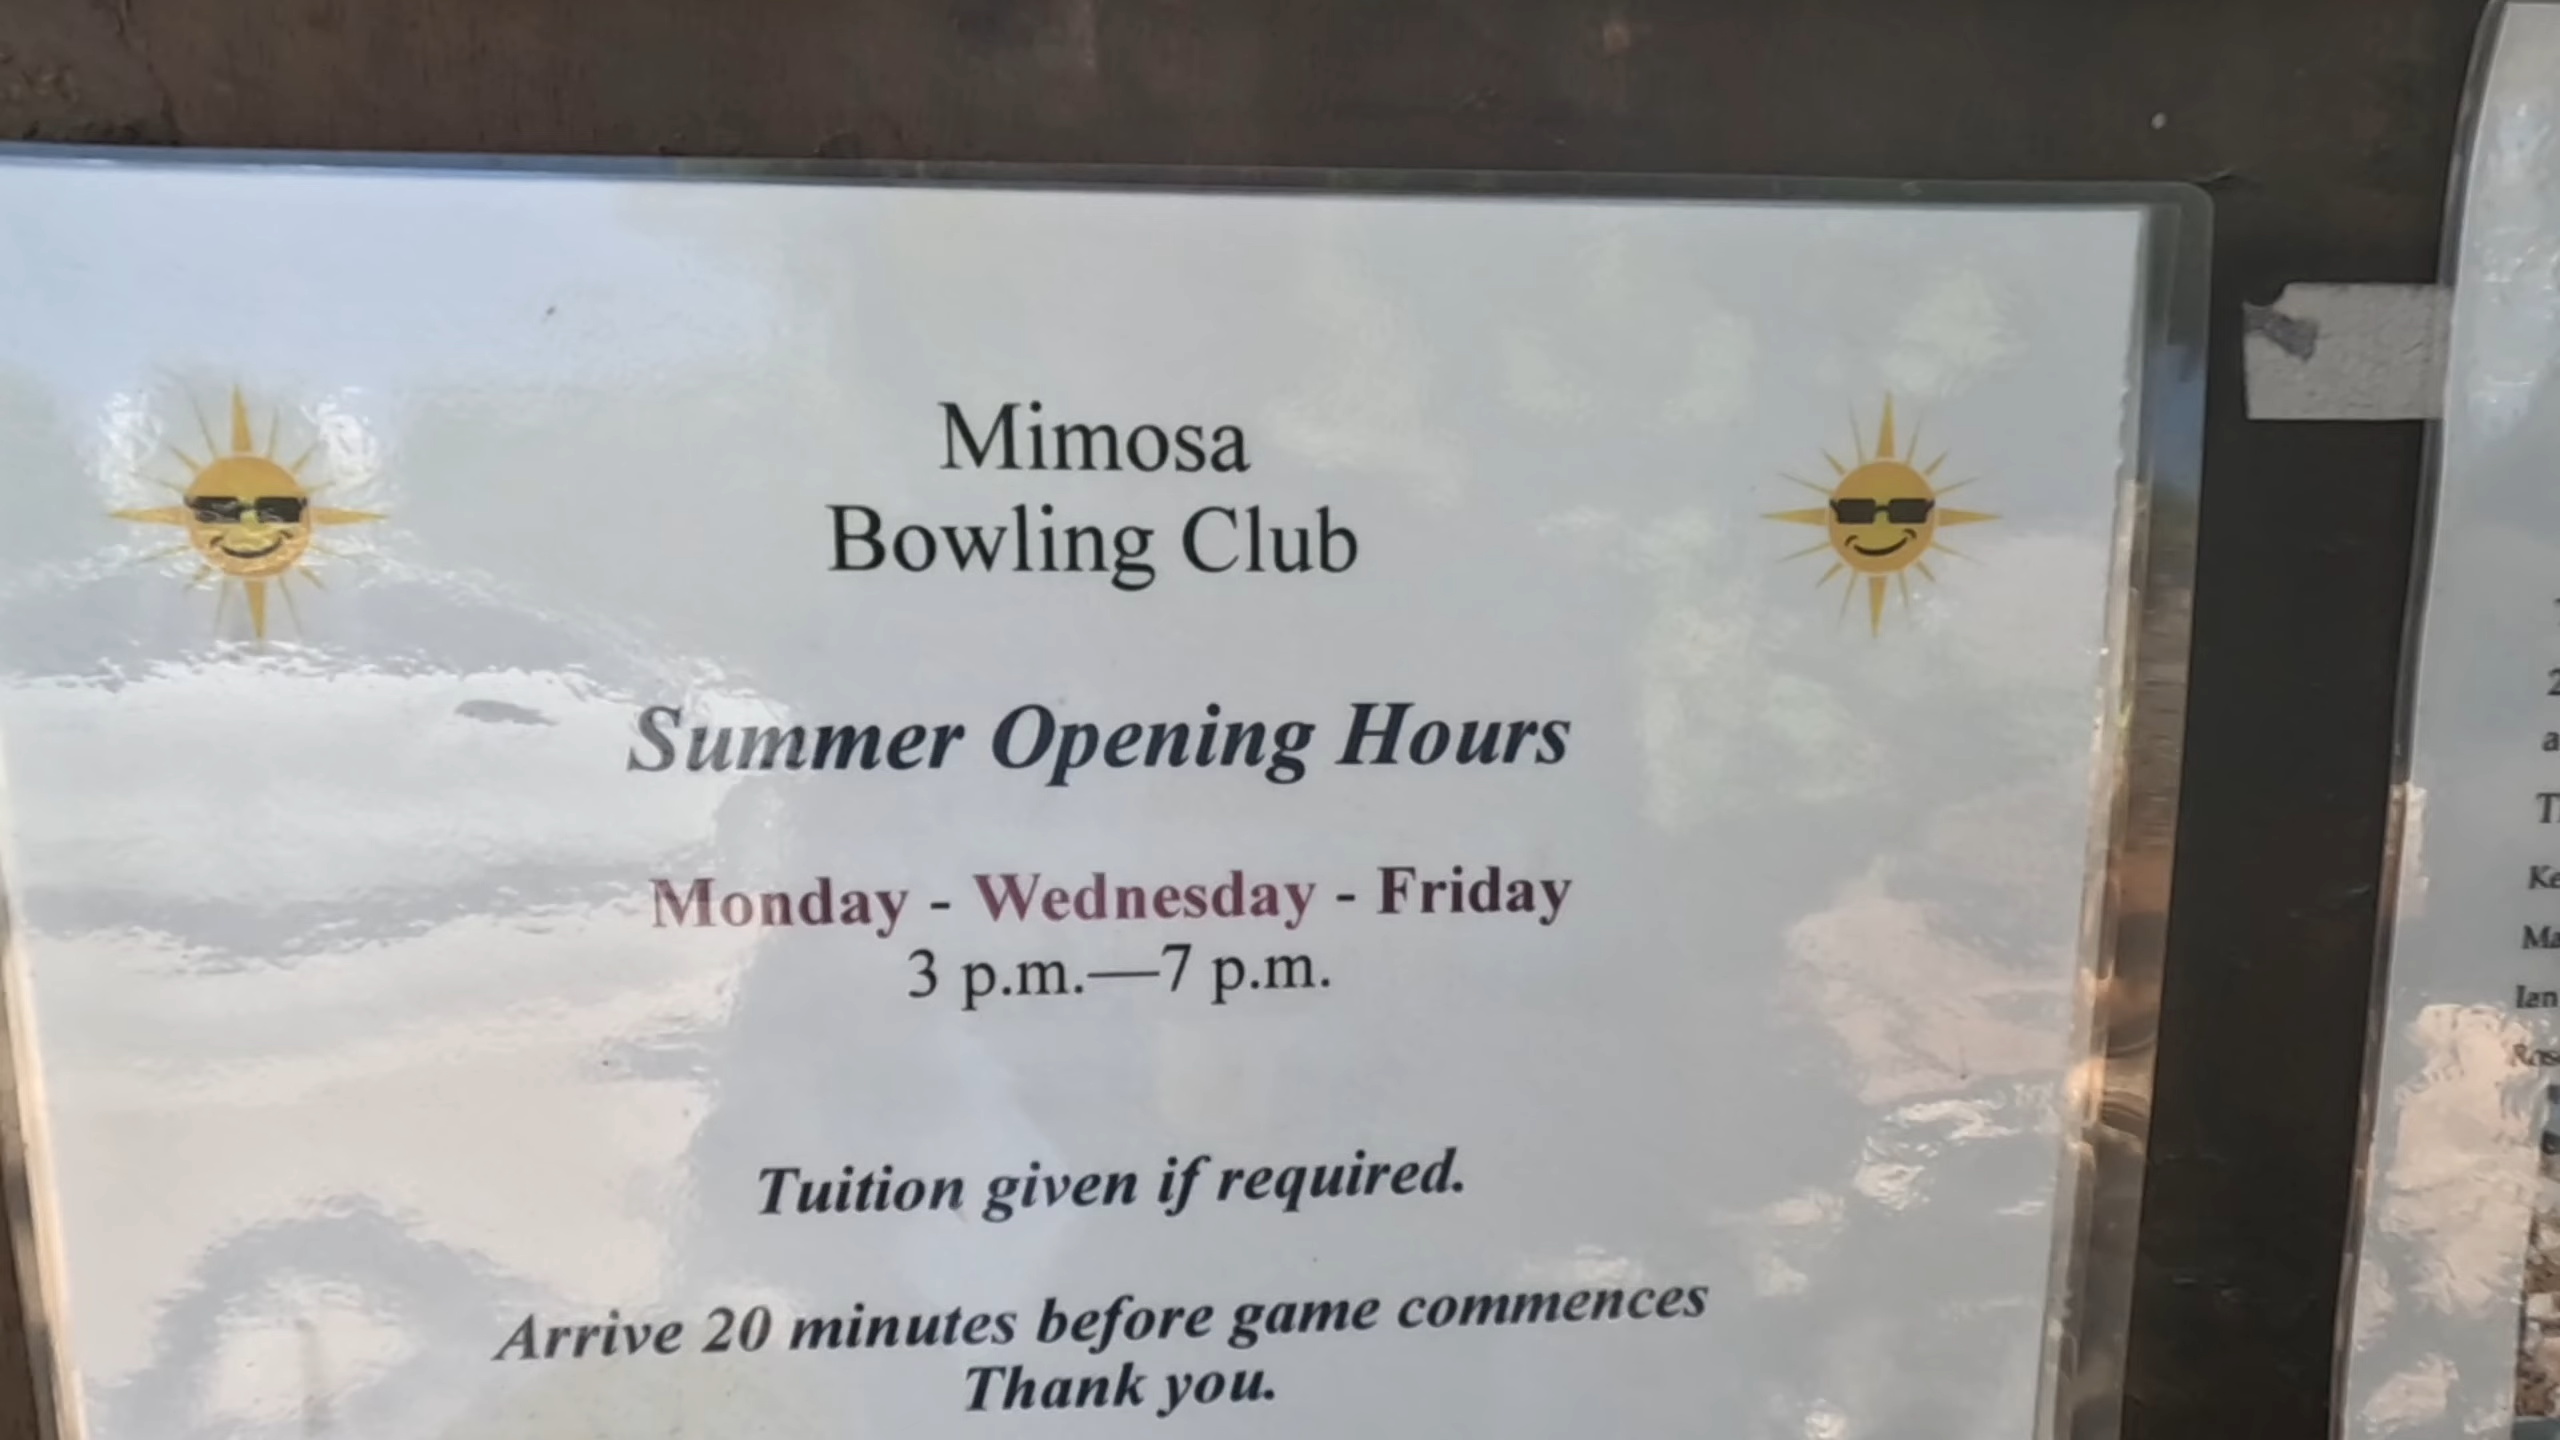 Mimosa
Bowling Club
Summer Opening Hours
Monday - Wednesday - Friday
3 p.m.—7 p.m.
Tuition given if required.
Arrive 20 minutes before game commences
Thank you.